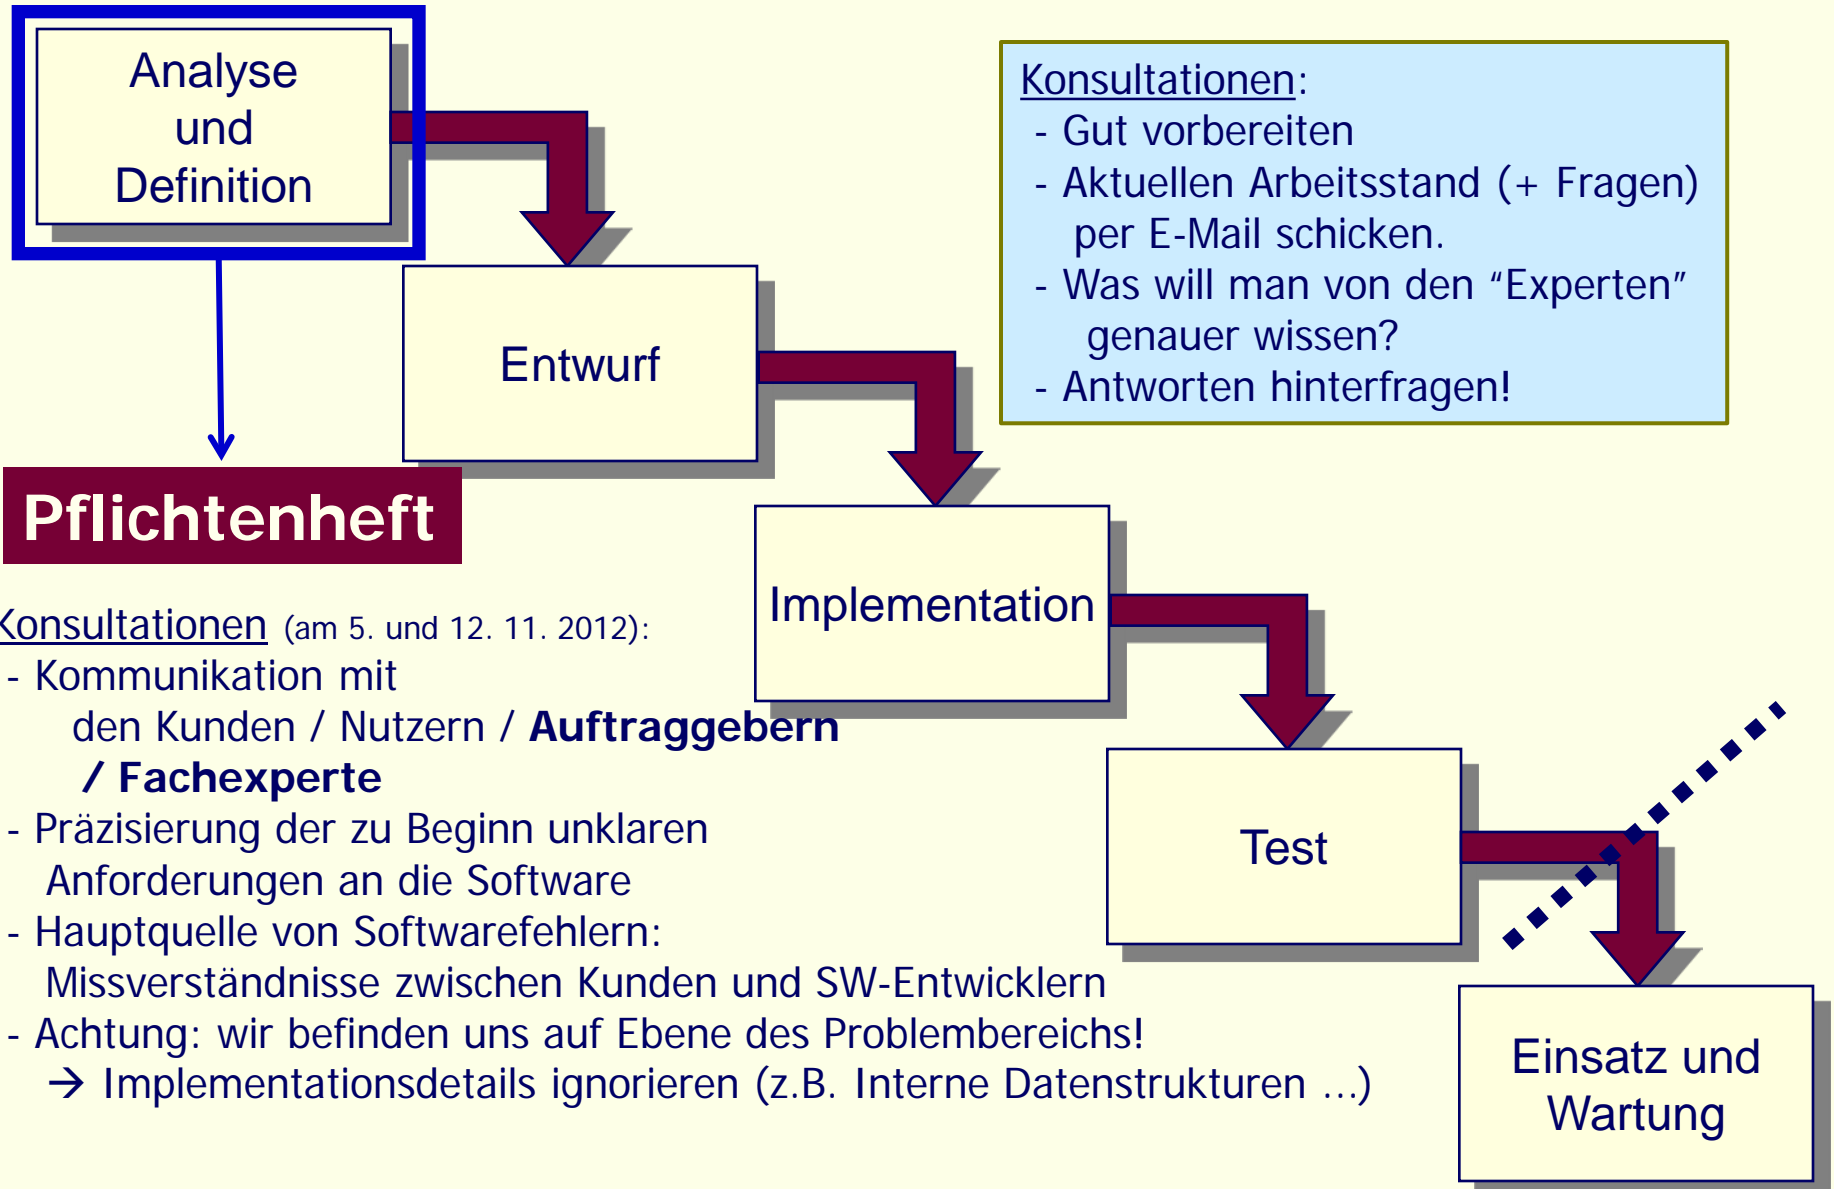 Analyse
und
Definition
Konsultationen:
- Gut vorbereiten
- Aktuellen Arbeitsstand (+ Fragen)
per E-Mail schicken.
- Was will man von den “Experten”
genauer wissen?
- Antworten hinterfragen!
Entwurf
Pflichtenheft
Implementation
Konsultationen (am 5. und 12. 11. 2012):
- Kommunikation mit
den Kunden / Nutzern / Auftraggebern
/ Fachexperte
- Präzisierung der zu Beginn unklaren
Anforderungen an die Software
- Hauptquelle von Softwarefehlern:
Missverständnisse zwischen Kunden und SW-Entwicklern
- Achtung: wir befinden uns auf Ebene des Problembereichs!
→ Implementationsdetails ignorieren (z.B. Interne Datenstrukturen …)
Test
Einsatz und
Wartung